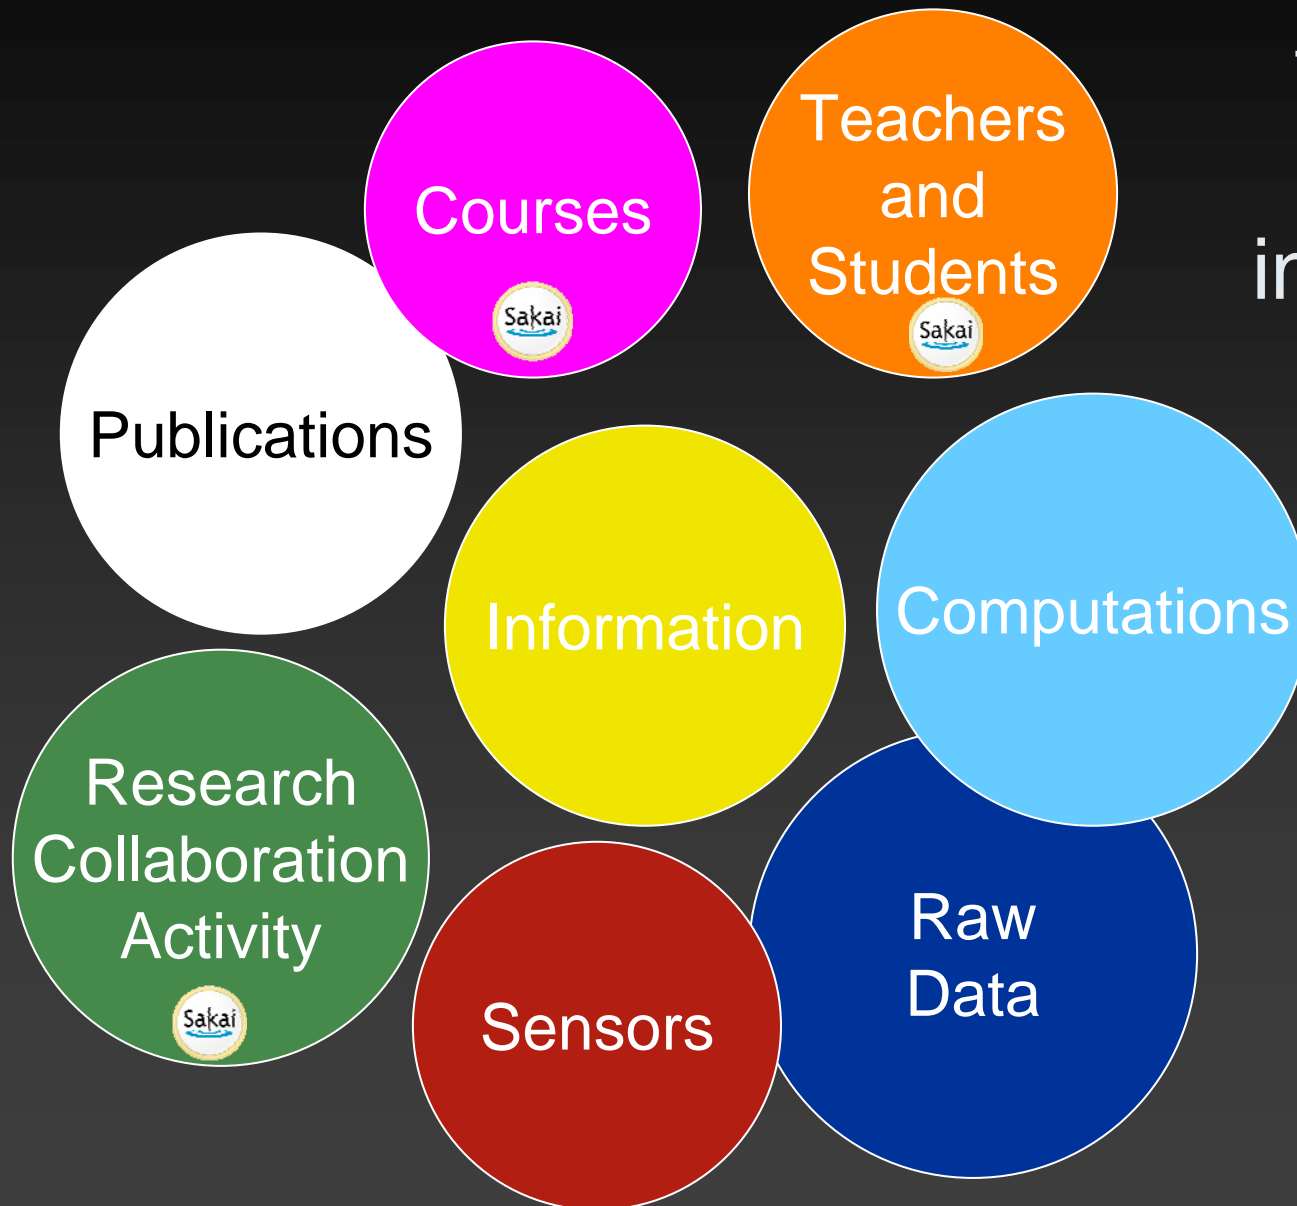 Teachers
and
Students
Courses
Sakai
Sakai
Publications
Information
Computations
Research
Collaboration
Activity
Sakai
Raw
Data
Sensors